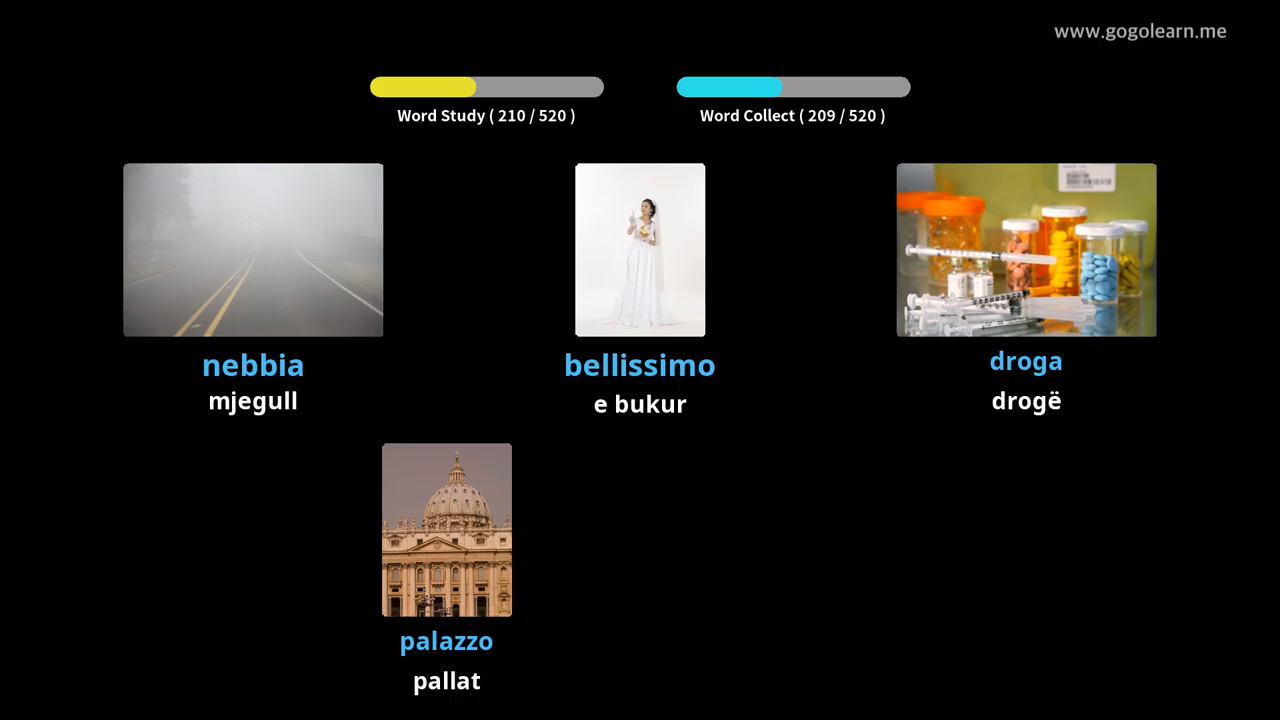 www.gogolearn.me
Word Study ( 210 / 520 )
Word Collect ( 209 / 520 )
nebbia
mjegull
bellissimo
e bukur
droga
drogë
palazzo
pallat